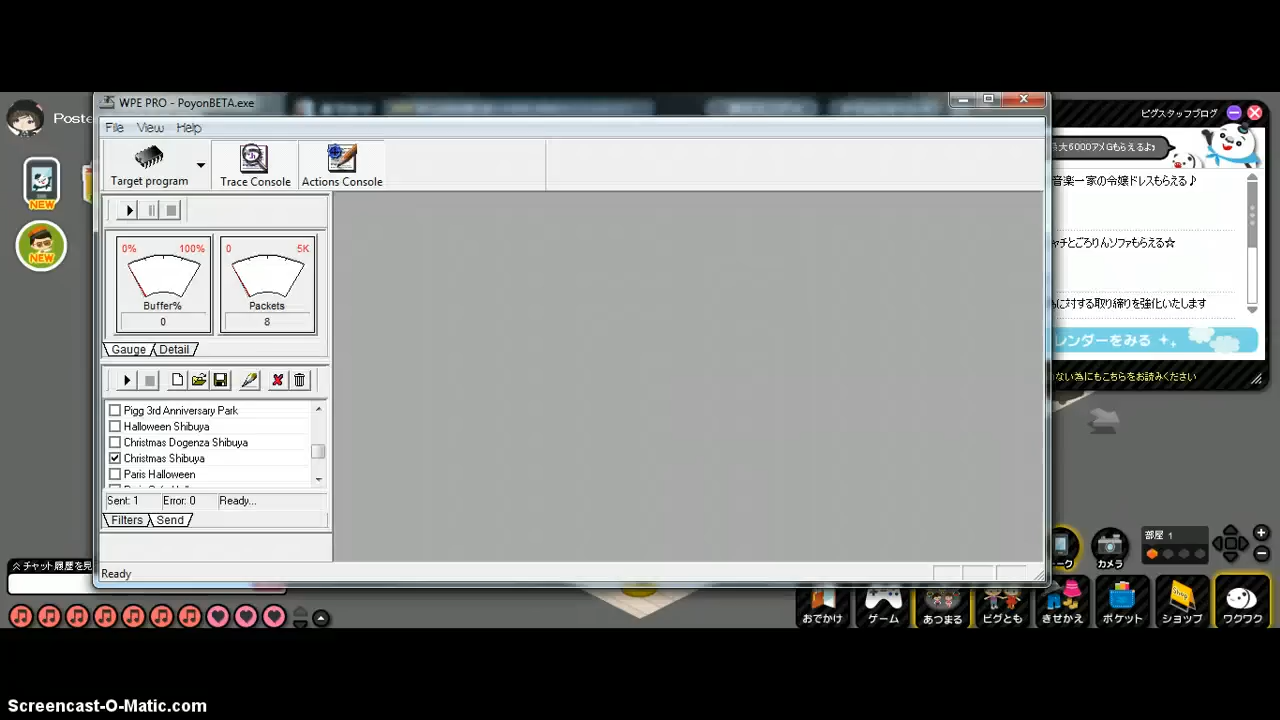 WPE PRO - PoyonBETA.exe
File View Help
Target program
Trace Console
Actions Console
0% 100%
Buffer%
0
0 5K
Packets
8
Gauge Detail
Pigg 3rd Anniversary Park
Halloween Shibuya
Christmas Dogenza Shibuya
Christmas Shibuya
Paris Halloween
Sent: 1 Error: 0 Ready...
Filters Send
Ready
Poste
NEW
NEW
ピグスタッフブログ
大6000アメGもらえるよ
音楽一家の令嬢ドレスもらえる♪
ャチとごろりんソファもらえる☆
に対する取り締りを強化いたします
レンダーをみる
ない為にもこちらをお読みください
チャット履歴を見
ーク
カメラ
部屋 1
おでかけ
ゲーム
あつまる
ピグとも
きせかえ
ポケット
Shop
ショップ
ワクワク
Screencast-O-Matic.com